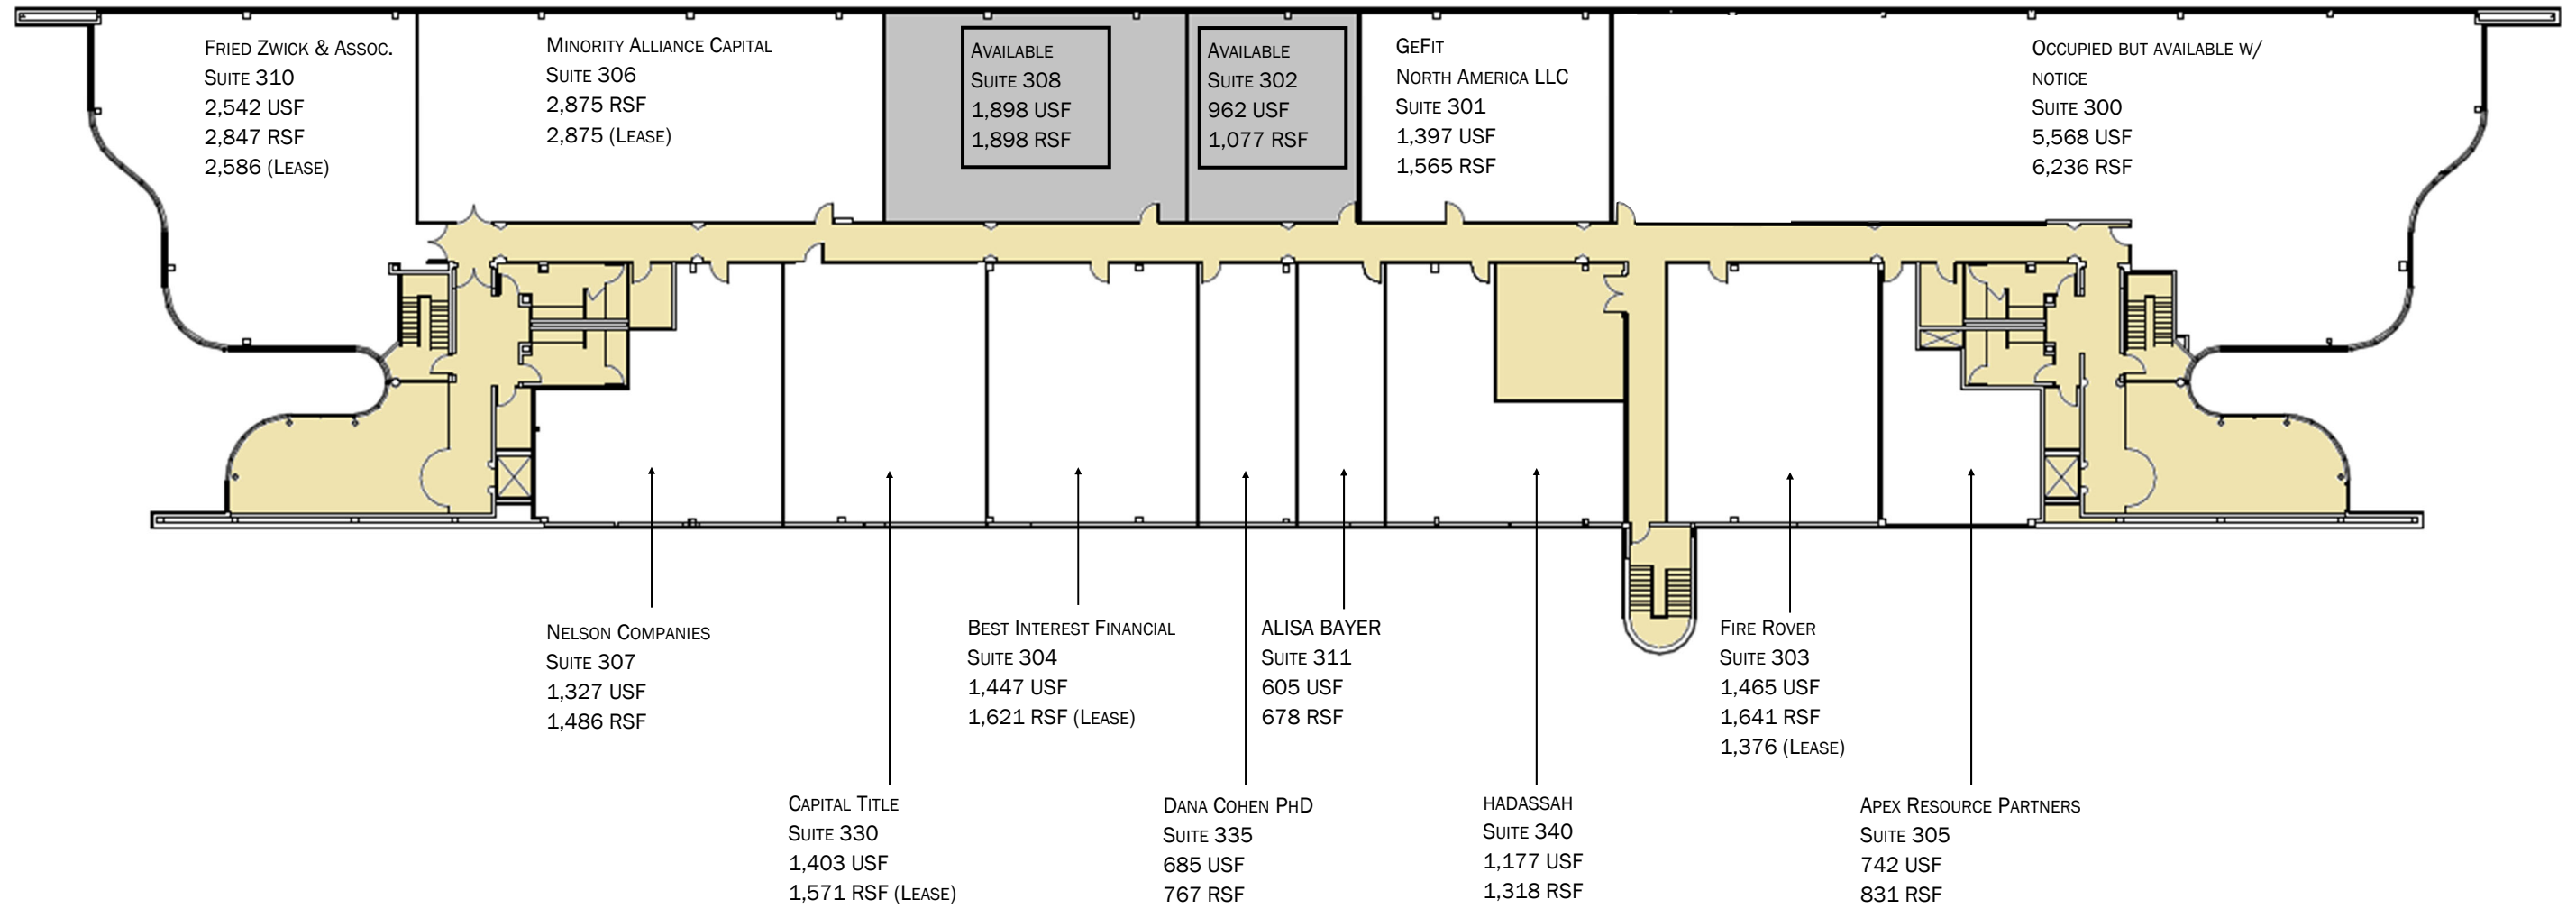 Fried Zwick & Assoc.
Suite 310
2,542 USF
2,847 RSF
2,586 (Lease)
Minority Alliance Capital
Suite 306
2,875 RSF
2,875 (Lease)
Available
Suite 308
1,898 USF
1,898 RSF
Available
Suite 302
962 USF
1,077 RSF
GeFit
North America LLC
Suite 301
1,397 USF
1,565 RSF
Occupied but available w/
notice
Suite 300
5,568 USF
6,236 RSF
Nelson Companies
Suite 307
1,327 USF
1,486 RSF
Capital Title
Suite 330
1,403 USF
1,571 RSF (Lease)
Best Interest Financial
Suite 304
1,447 USF
1,621 RSF (Lease)
Dana Cohen PhD
Suite 335
685 USF
767 RSF
ALISA BAYER
Suite 311
605 USF
678 RSF
hadassah
Suite 340
1,177 USF
1,318 RSF
Fire Rover
Suite 303
1,465 USF
1,641 RSF
1,376 (Lease)
Apex Resource Partners
Suite 305
742 USF
831 RSF